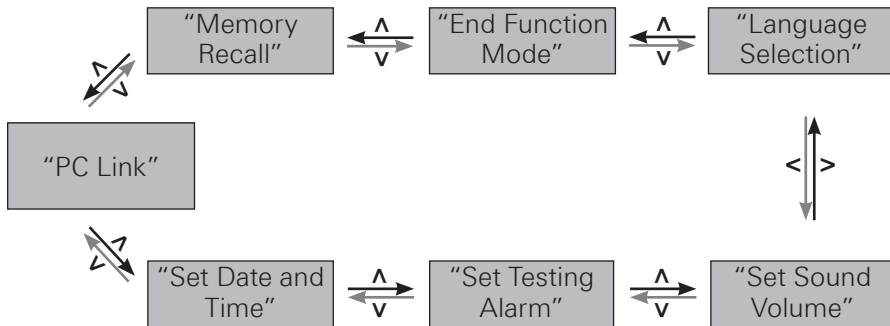 “Memory
Recall”
“End Function
Mode”
“Language
Selection”
“PC Link”
“Set Date and
Time”
“Set Testing
Alarm”
“Set Sound
Volume”